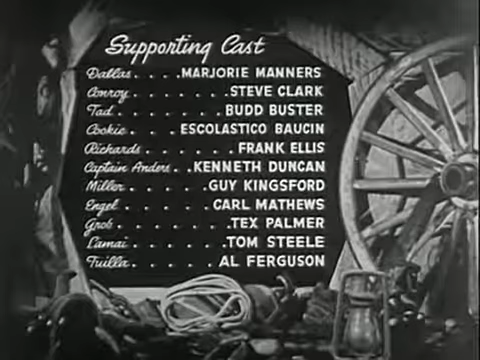 Supporting Cast
Dallas. . . .MARJORIE MANNERS
Conroy. . . . . . .STEVE CLARK
Tad. . . . . . . . BUDD BUSTER
Cookie. . . .ESCOLASTICO BAUCIN
Richards. . . . . . FRANK ELLIS
Captain Anders. . .KENNETH DUNCAN
Miller. . . . . .GUY KINGSFORD
Engel. . . . . .CARL MATHEWS
Grob. . . . . . .TEX PALMER
Lamai. . . . . . .TOM STEELE
Truilla. . . . . AL FERGUSON